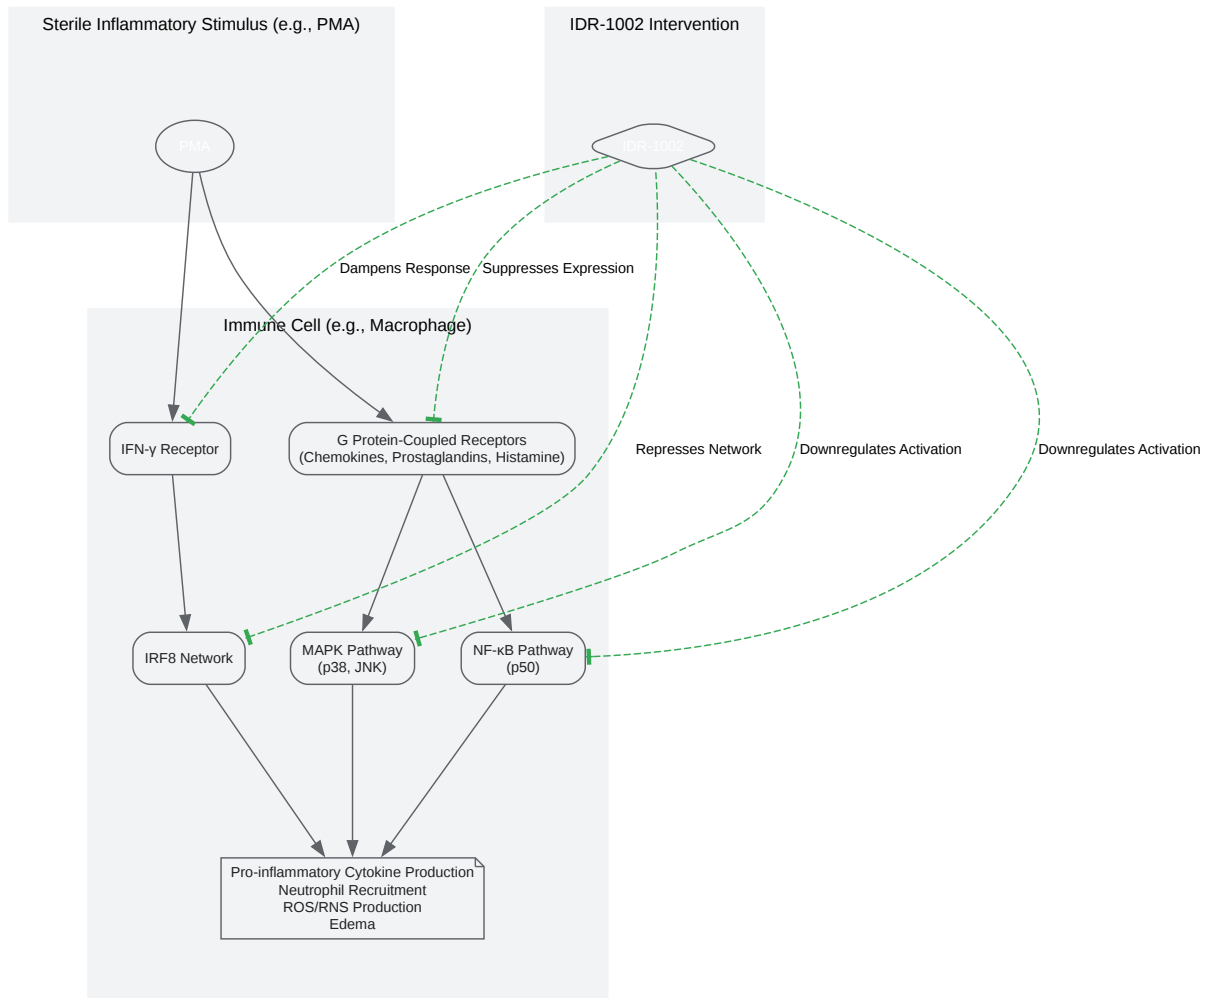 Sterile Inflammatory Stimulus (e.g., PMA)
IDR-1002 Intervention
PMA
IDR-1002
Dampens Response
Suppresses Expression
Immune Cell (e.g., Macrophage)
IFN-γ Receptor
G Protein-Coupled Receptors
(Chemokines, Prostaglandins, Histamine)
Represses Network
Downregulates Activation
Downregulates Activation
IRF8 Network
MAPK Pathway
(p38, JNK)
NF-κB Pathway
(p50)
Pro-inflammatory Cytokine Production
Neutrophil Recruitment
ROS/RNS Production
Edema